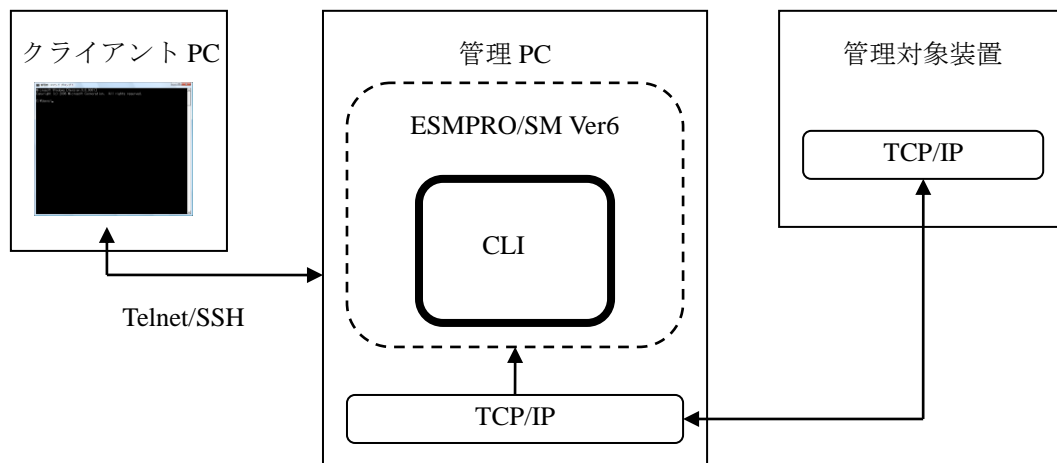 クライアント PC
管理 PC
管理対象装置
ESMPRO/SM Ver6
TCP/IP
CLI
Telnet/SSH
TCP/IP